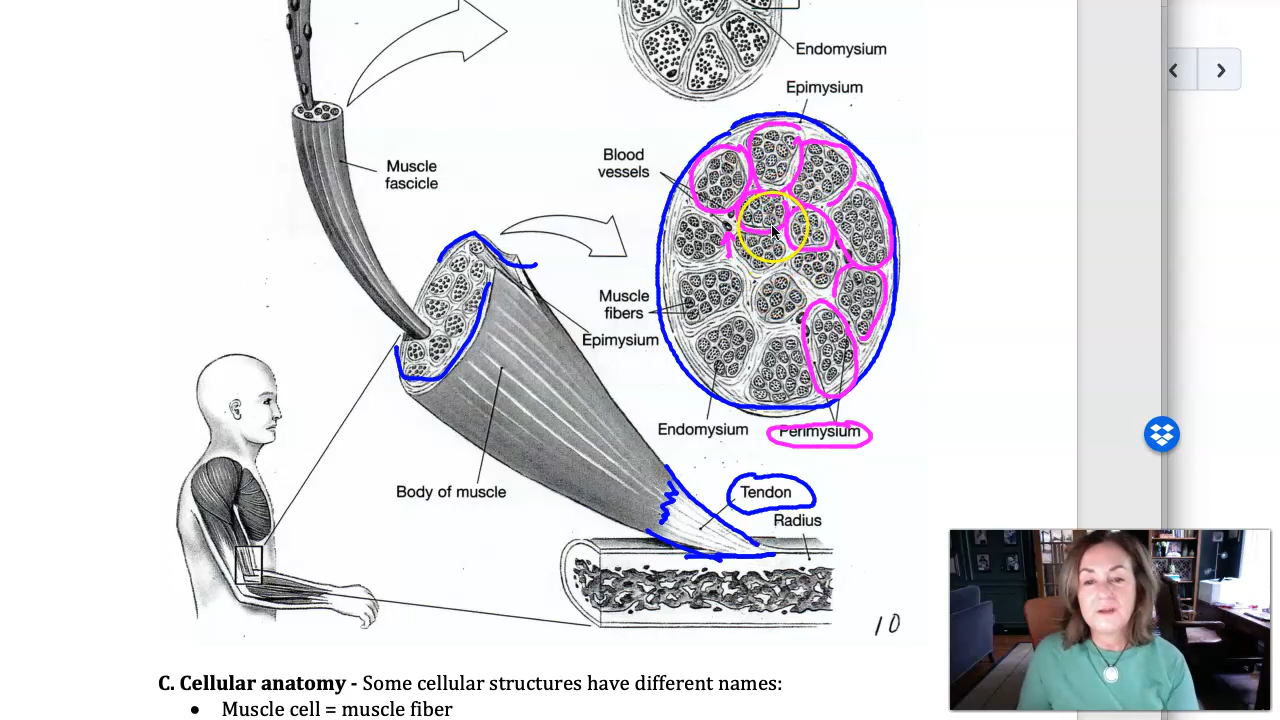 Endomysium
Epimysium
Blood
vessels
Muscle
fascicle
Muscle
fibers
Epimysium
Endomysium
Perimysium
Body of muscle
Tendon
Radius
10
C. Cellular anatomy - Some cellular structures have different names:
• Muscle cell = muscle fiber